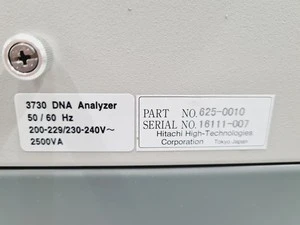 3730 DNA Analyzer
50 / 60 Hz
200-229/230-240V~
2500VA
PART NO. 625-0010
SERIAL NO. 16111-007
Hitachi High-Technologies
Corporation Tokyo Japan